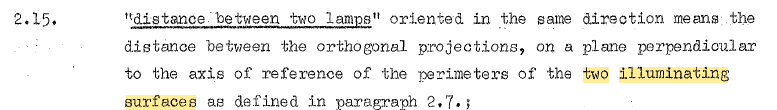 2.15. "distance between two lamps" oriented in the same direction means the
distance between the orthogonal projections, on a plane perpendicular
to the axis of reference of the perimeters of the two illuminating
surfaces as defined in paragraph 2.7.;